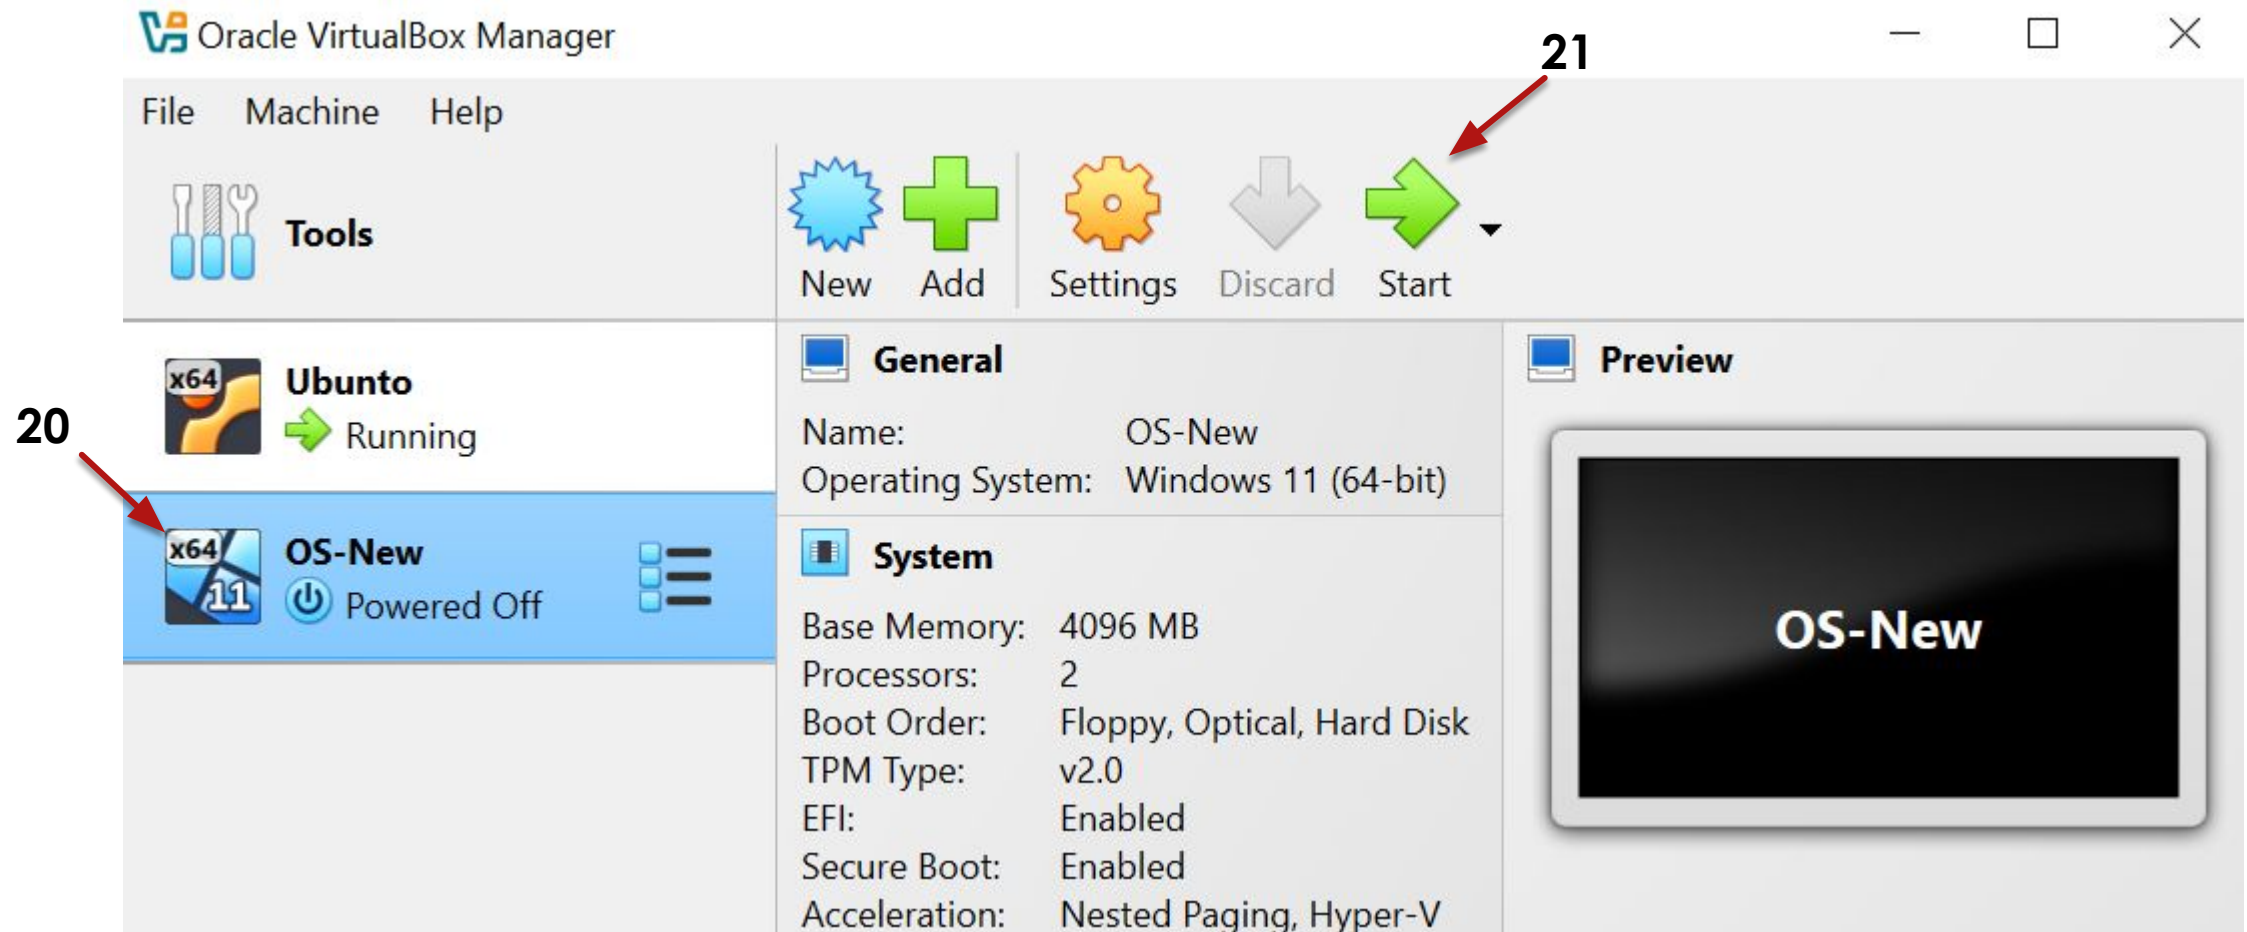 Oracle VirtualBox Manager
21
File Machine Help
Tools
New Add Settings Discard Start
20
x64
Ubunto
Running
x64
11
OS-New
Powered Off
General
Name: OS-New
Operating System: Windows 11 (64-bit)
System
Base Memory: 4096 MB
Processors: 2
Boot Order: Floppy, Optical, Hard Disk
TPM Type: v2.0
EFI: Enabled
Secure Boot: Enabled
Acceleration: Nested Paging, Hyper-V
Preview
OS-New